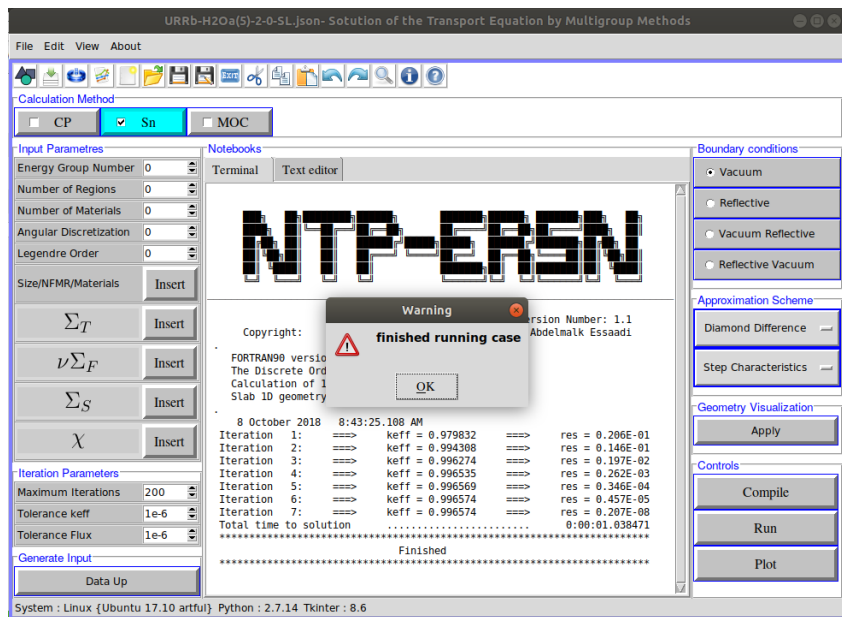 URRb-H2Oa(5)-2-0-SL.json- Sotution of the Transport Equation by Multigroup Methods
File Edit View About
Calculation Method
CP Sn MOC
Input Parametres
Energy Group Number 0
Number of Regions 0
Number of Materials 0
Angular Discretization 0
Legendre Order 0
Size/NFMR/Materials Insert
Σ_T Insert
νΣ_F Insert
Σ_S Insert
χ Insert
Iteration Parameters
Maximum Iterations 200
Tolerance keff 1e-6
Tolerance Flux 1e-6
Generate Input
Data Up
Notebooks
Terminal Text editor
NTP-ERSN
ersion Number: 1.1
Copyright: Abdelmalk Essaadi
.
FORTRAN90 versio
The Discrete Ord
Calculation of 1
Slab 1D geometry
.
8 October 2018 8:43:25.108 AM
Iteration 1: ===> keff = 0.979832 ===> res = 0.206E-01
Iteration 2: ===> keff = 0.994308 ===> res = 0.146E-01
Iteration 3: ===> keff = 0.996274 ===> res = 0.197E-02
Iteration 4: ===> keff = 0.996535 ===> res = 0.262E-03
Iteration 5: ===> keff = 0.996569 ===> res = 0.346E-04
Iteration 6: ===> keff = 0.996574 ===> res = 0.457E-05
Iteration 7: ===> keff = 0.996574 ===> res = 0.207E-08
Total time to solution ........................ 0:00:01.038471
************************************************************************
Finished
************************************************************************
Warning
finished running case
OK
Boundary conditions
Vacuum
Reflective
Vacuum Reflective
Reflective Vacuum
Approximation Scheme
Diamond Difference
Step Characteristics
Geometry Visualization
Apply
Controls
Compile
Run
Plot
System : Linux {Ubuntu 17.10 artful} Python : 2.7.14 Tkinter : 8.6